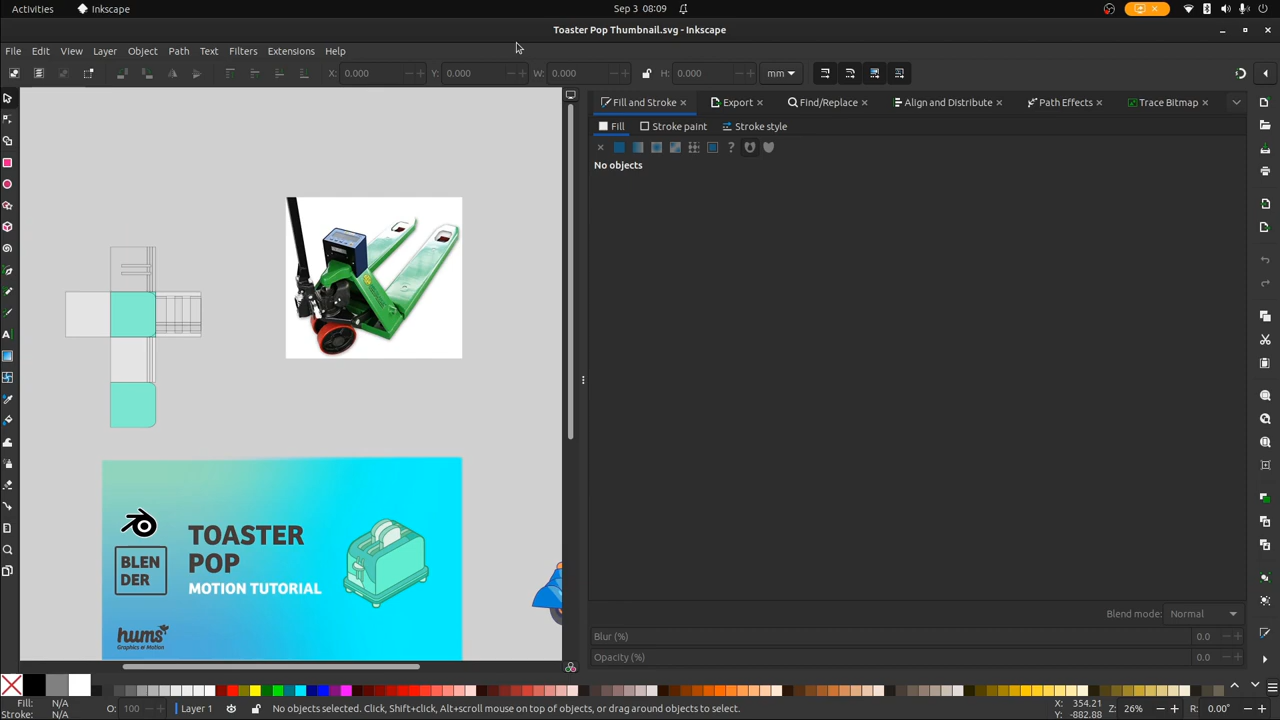 Activities
Inkscape
Sep 3 08:09
Toaster Pop Thumbnail.svg - Inkscape
File Edit View Layer Object Path Text Filters Extensions Help
X: 0.000 Y: 0.000 W: 0.000 H: 0.000 mm
Fill and Stroke Export Find/Replace Align and Distribute Path Effects Trace Bitmap
Fill Stroke paint Stroke style
No objects
TOASTER
POP
MOTION TUTORIAL
BLEN
DER
hums
Graphics & Motion
Blend mode: Normal
Blur (%) 0.0
Opacity (%) 0.0
Fill: N/A
Stroke: N/A
O: 100
Layer 1
No objects selected. Click, Shift+click, Alt+scroll mouse on top of objects, or drag around objects to select.
X: 354.21
Y: -882.88
Z: 26%
R: 0.00°